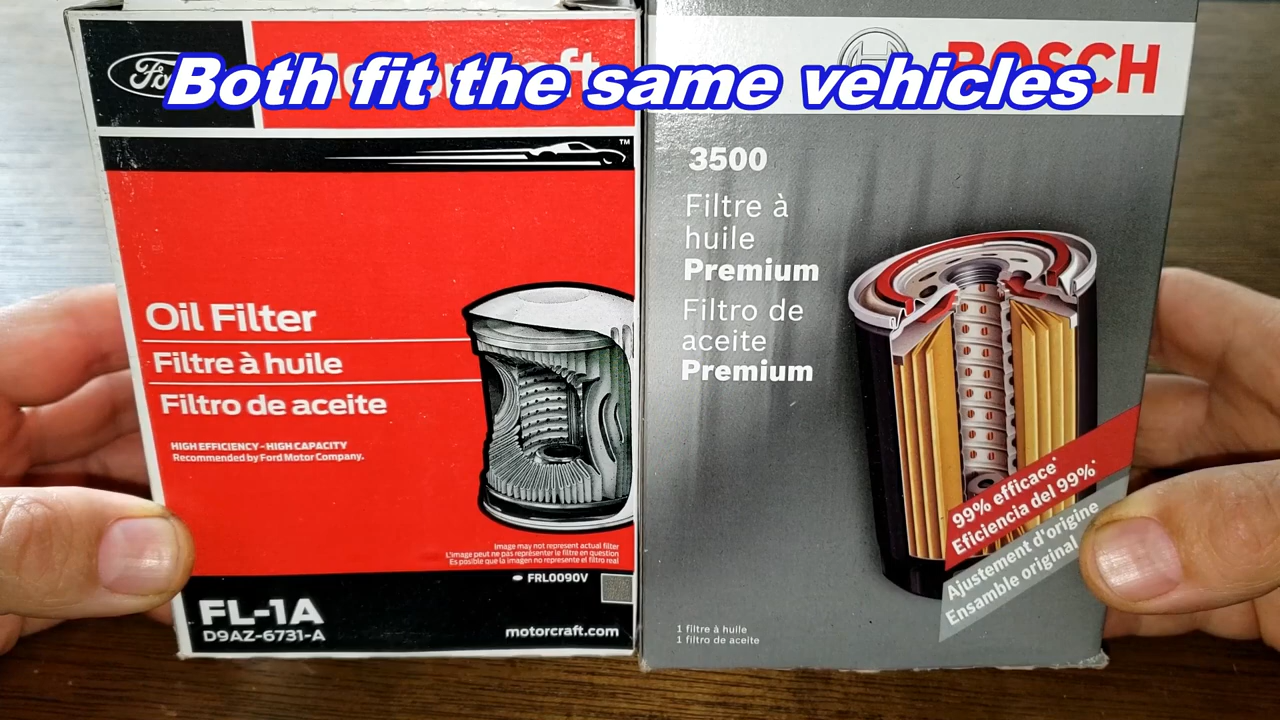 Both fit the same vehicles
Ford
BOSCH
™
Oil Filter
Filtre à huile
Filtro de aceite
HIGH EFFICIENCY - HIGH CAPACITY
Recommended by Ford Motor Company.
Image may not represent actual filter
L'image peut ne pas représenter le filtre en question
Es posible que la imagen no represente el filtro real
FRL0090V
FL-1A
D9AZ-6731-A
motorcraft.com
3500
Filtre à
huile
Premium
Filtro de
aceite
Premium
99% efficace*
Eficiencia del 99%*
Ajustement d'origine
Ensamble original
1 filtre à huile
1 filtro de aceite